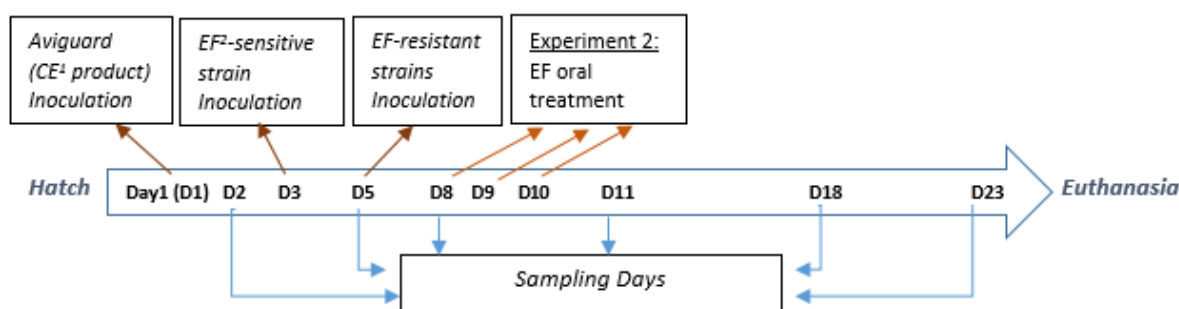 Aviguard
(CE¹ product)
Inoculation
EF²-sensitive
strain
Inoculation
EF-resistant
strains
Inoculation
Experiment 2:
EF oral
treatment
Hatch
Day1 (D1) D2 D3 D5 D8 D9 D10 D11 D18 D23
Euthanasia
Sampling Days